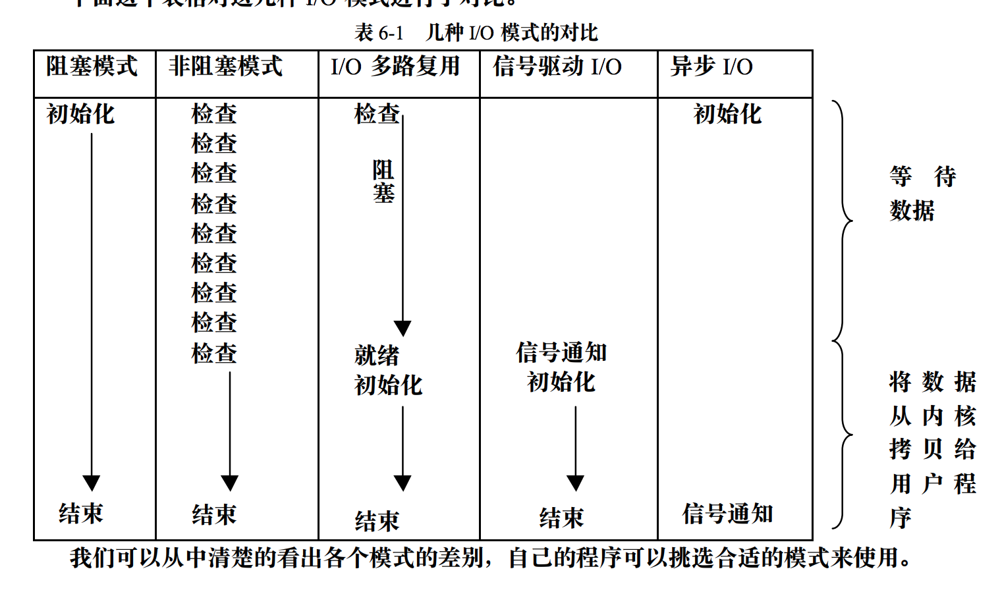 下面这个表格对这几种 I/O 模式进行了对比。
表 6-1 几种 I/O 模式的对比
阻塞模式 非阻塞模式 I/O 多路复用 信号驱动 I/O 异步 I/O
初始化 检查 检查 初始化
检查
检查
检查
检查
检查
检查
检查
检查
阻
塞
就绪 信号通知
初始化 初始化
结束 结束 结束 结束 信号通知
等 待
数据
将 数 据
从 内 核
拷 贝 给
用 户 程
序
我们可以从中清楚的看出各个模式的差别，自己的程序可以挑选合适的模式来使用。